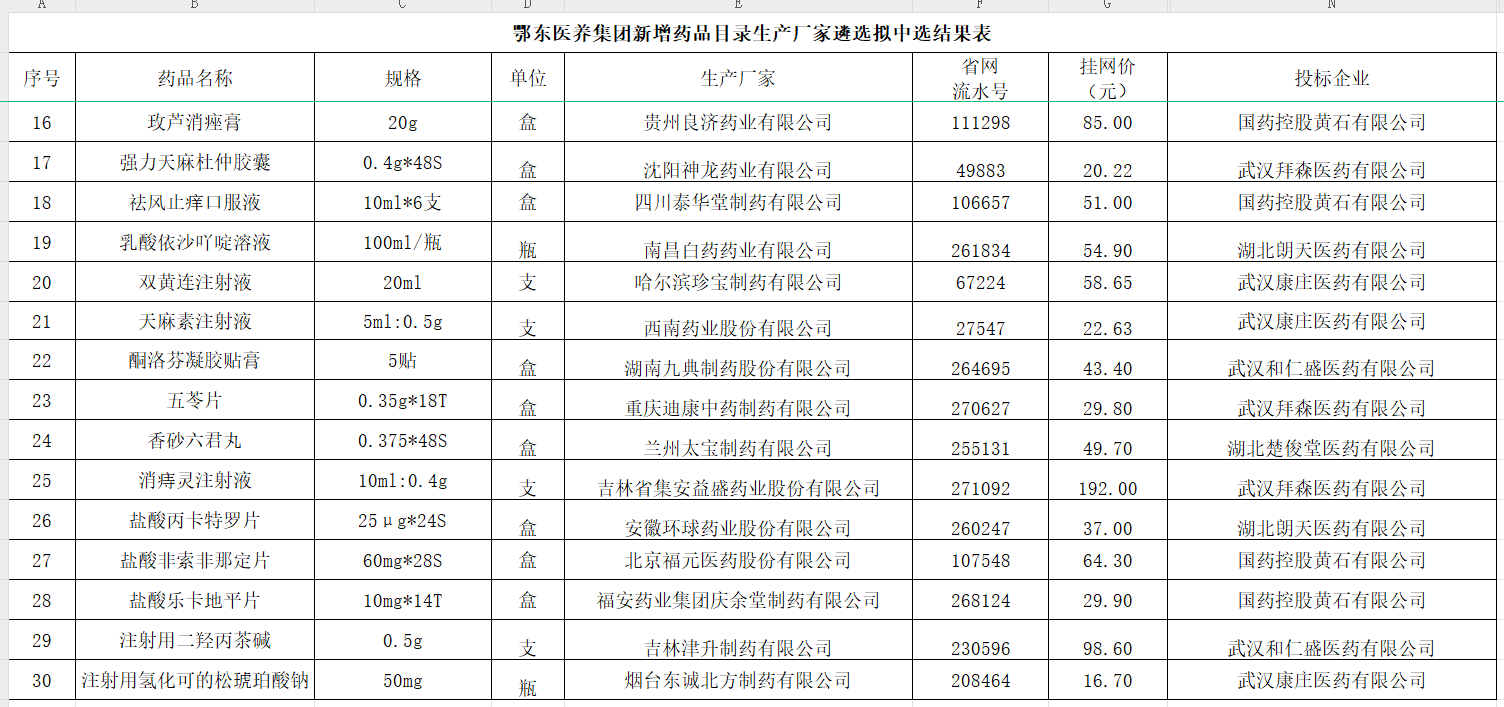 A B C D E F G N
鄂东医养集团新增药品目录生产厂家遴选拟中选结果表
序号 药品名称 规格 单位 生产厂家 省网流水号 挂网价（元） 投标企业
16 玫芦消痤膏 20g 盒 贵州良济药业有限公司 111298 85.00 国药控股黄石有限公司
17 强力天麻杜仲胶囊 0.4g*48S 盒 沈阳神龙药业有限公司 49883 20.22 武汉拜森医药有限公司
18 祛风止痒口服液 10ml*6支 盒 四川泰华堂制药有限公司 106657 51.00 国药控股黄石有限公司
19 乳酸依沙吖啶溶液 100ml/瓶 瓶 南昌白药药业有限公司 261834 54.90 湖北朗天医药有限公司
20 双黄连注射液 20ml 支 哈尔滨珍宝制药有限公司 67224 58.65 武汉康庄医药有限公司
21 天麻素注射液 5ml:0.5g 支 西南药业股份有限公司 27547 22.63 武汉康庄医药有限公司
22 酮洛芬凝胶贴膏 5贴 盒 湖南九典制药股份有限公司 264695 43.40 武汉和仁盛医药有限公司
23 五苓片 0.35g*18T 盒 重庆迪康中药制药有限公司 270627 29.80 武汉拜森医药有限公司
24 香砂六君丸 0.375*48S 盒 兰州太宝制药有限公司 255131 49.70 湖北楚俊堂医药有限公司
25 消痔灵注射液 10ml:0.4g 支 吉林省集安益盛药业股份有限公司 271092 192.00 武汉拜森医药有限公司
26 盐酸丙卡特罗片 25μg*24S 盒 安徽环球药业股份有限公司 260247 37.00 湖北朗天医药有限公司
27 盐酸非索非那定片 60mg*28S 盒 北京福元医药股份有限公司 107548 64.30 国药控股黄石有限公司
28 盐酸乐卡地平片 10mg*14T 盒 福安药业集团庆余堂制药有限公司 268124 29.90 国药控股黄石有限公司
29 注射用二羟丙茶碱 0.5g 支 吉林津升制药有限公司 230596 98.60 武汉和仁盛医药有限公司
30 注射用氢化可的松琥珀酸钠 50mg 瓶 烟台东诚北方制药有限公司 208464 16.70 武汉康庄医药有限公司